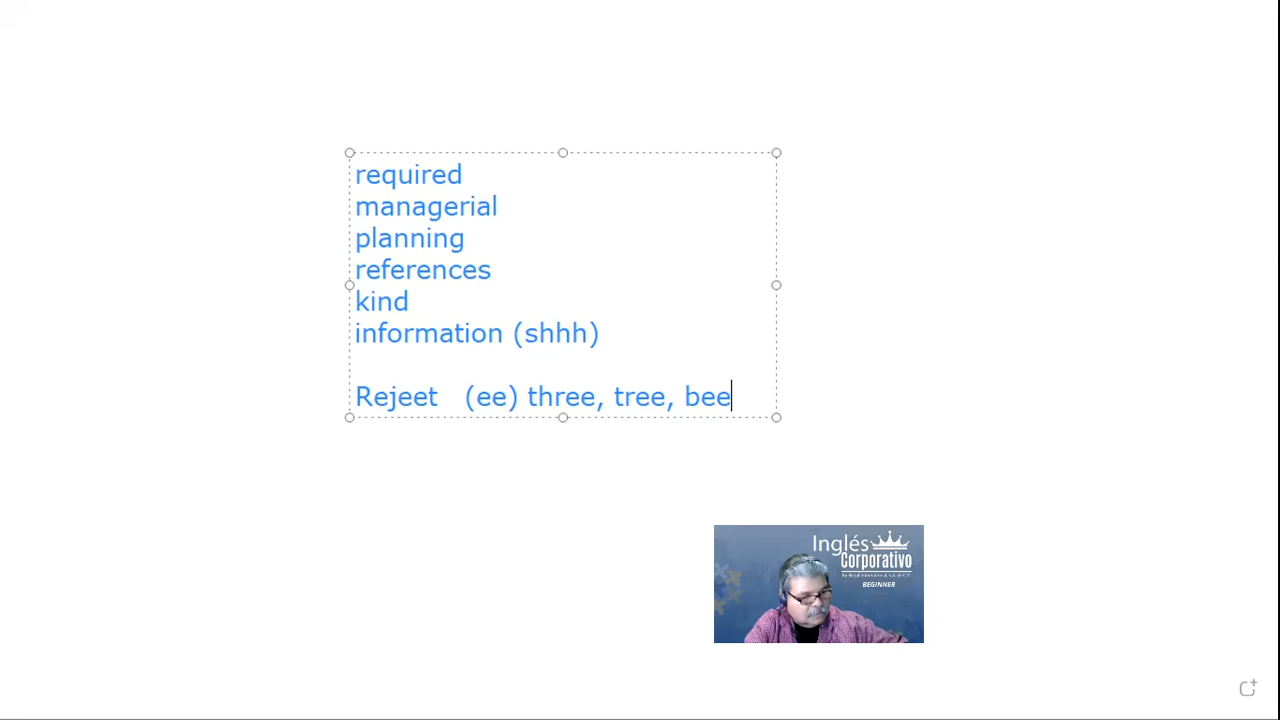 required
managerial
planning
references
kind
information (shhh)
Rejeet (ee) three, tree, bee
Inglés
Corporativo
BEGINNER